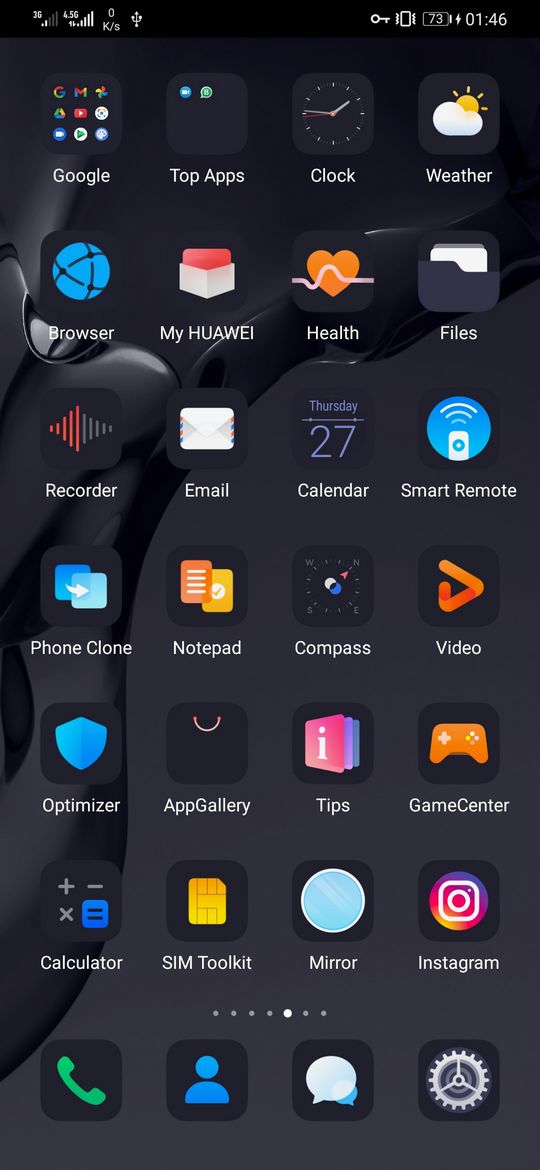 3G 4.5G 0 K/s 73 01:46
Google Top Apps Clock Weather
Browser My HUAWEI Health Files
Thursday
27
Recorder Email Calendar Smart Remote
W N
S E
Phone Clone Notepad Compass Video
Optimizer AppGallery Tips GameCenter
Calculator SIM Toolkit Mirror Instagram